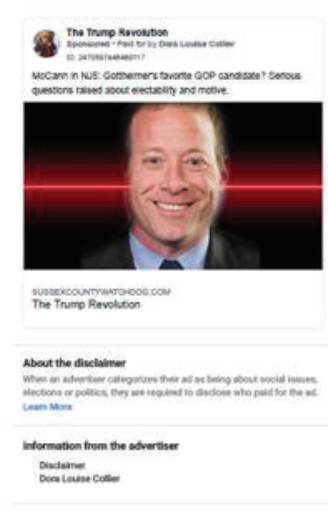 The Trump Revolution
Sponsored • Paid for by Dora Louise Collier
McCann in NJ5: Gottheimer's favorite GOP candidate? Serious
questions raised about electability and motive.
SUSSEXCOUNTYWATCHDOG.COM
The Trump Revolution
About the disclaimer
When an advertiser categorizes their ad as being about social issues,
elections or politics, they are required to disclose who paid for the ad.
Learn More
Information from the advertiser
Disclaimer
Dora Louise Collier